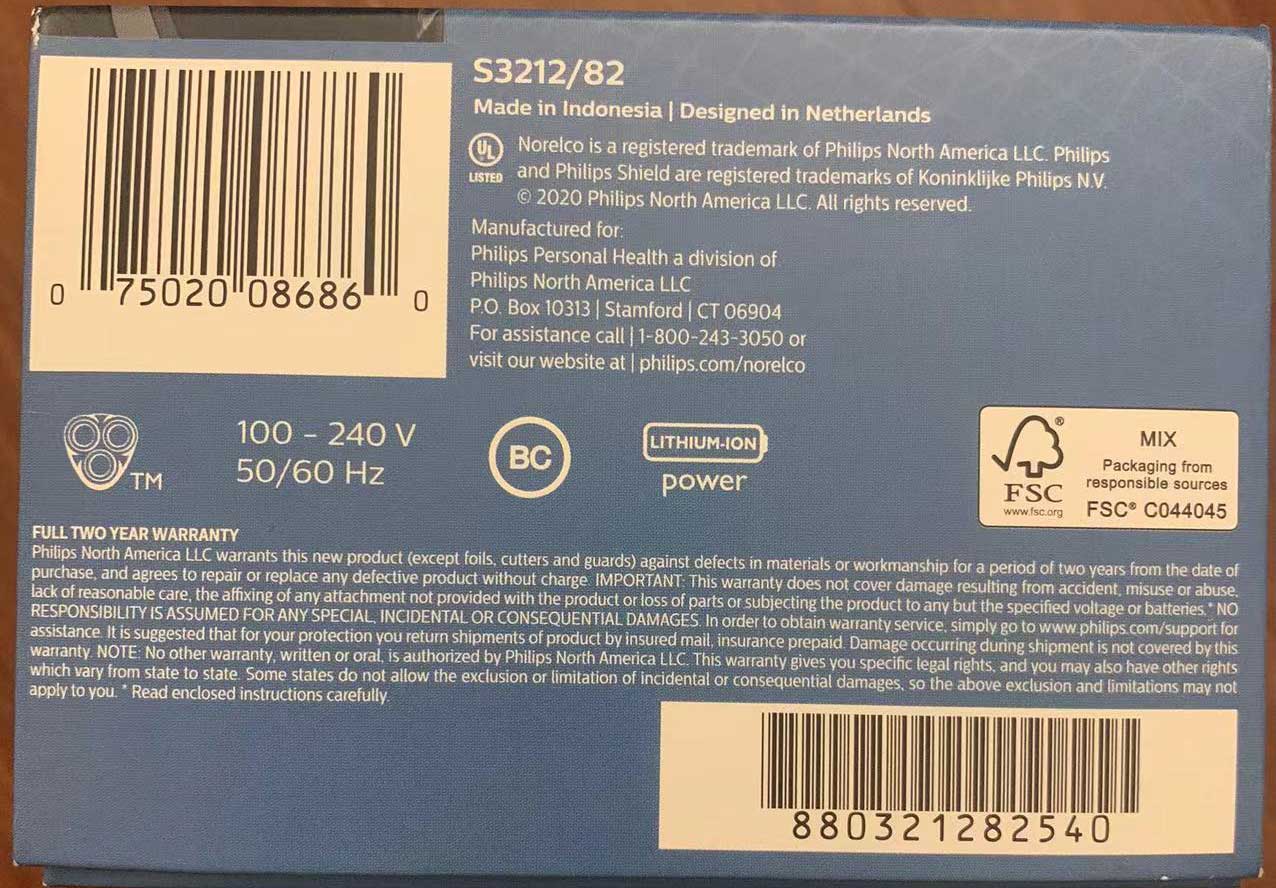 S3212/82
Made in Indonesia | Designed in Netherlands
UL
LISTED
Norelco is a registered trademark of Philips North America LLC. Philips
and Philips Shield are registered trademarks of Koninklijke Philips N.V.
© 2020 Philips North America LLC. All rights reserved.
Manufactured for:
Philips Personal Health a division of
Philips North America LLC
P.O. Box 10313 | Stamford | CT 06904
For assistance call | 1-800-243-3050 or
visit our website at | philips.com/norelco
0 75020 08686 0
TM
100 - 240 V
50/60 Hz
BC
LITHIUM-ION
power
FSC
www.fsc.org
®
MIX
Packaging from
responsible sources
FSC® C044045
FULL TWO YEAR WARRANTY
Philips North America LLC warrants this new product (except foils, cutters and guards) against defects in materials or workmanship for a period of two years from the date of
purchase, and agrees to repair or replace any defective product without charge. IMPORTANT: This warranty does not cover damage resulting from accident, misuse or abuse,
lack of reasonable care, the affixing of any attachment not provided with the product or loss of parts or subjecting the product to any but the specified voltage or batteries.* NO
RESPONSIBILITY IS ASSUMED FOR ANY SPECIAL, INCIDENTAL OR CONSEQUENTIAL DAMAGES. In order to obtain warranty service, simply go to www.philips.com/support for
assistance. It is suggested that for your protection you return shipments of product by insured mail, insurance prepaid. Damage occurring during shipment is not covered by this
warranty. NOTE: No other warranty, written or oral, is authorized by Philips North America LLC. This warranty gives you specific legal rights, and you may also have other rights
which vary from state to state. Some states do not allow the exclusion or limitation of incidental or consequential damages, so the above exclusion and limitations may not
apply to you. * Read enclosed instructions carefully.
880321282540